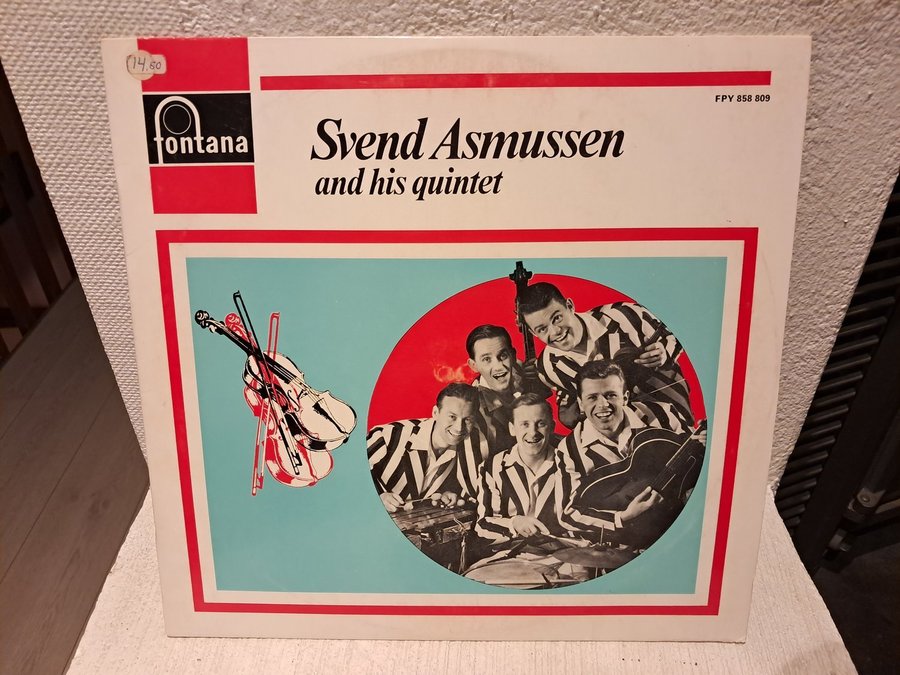 14,80
fontana
FPY 858 809
Svend Asmussen
and his quintet